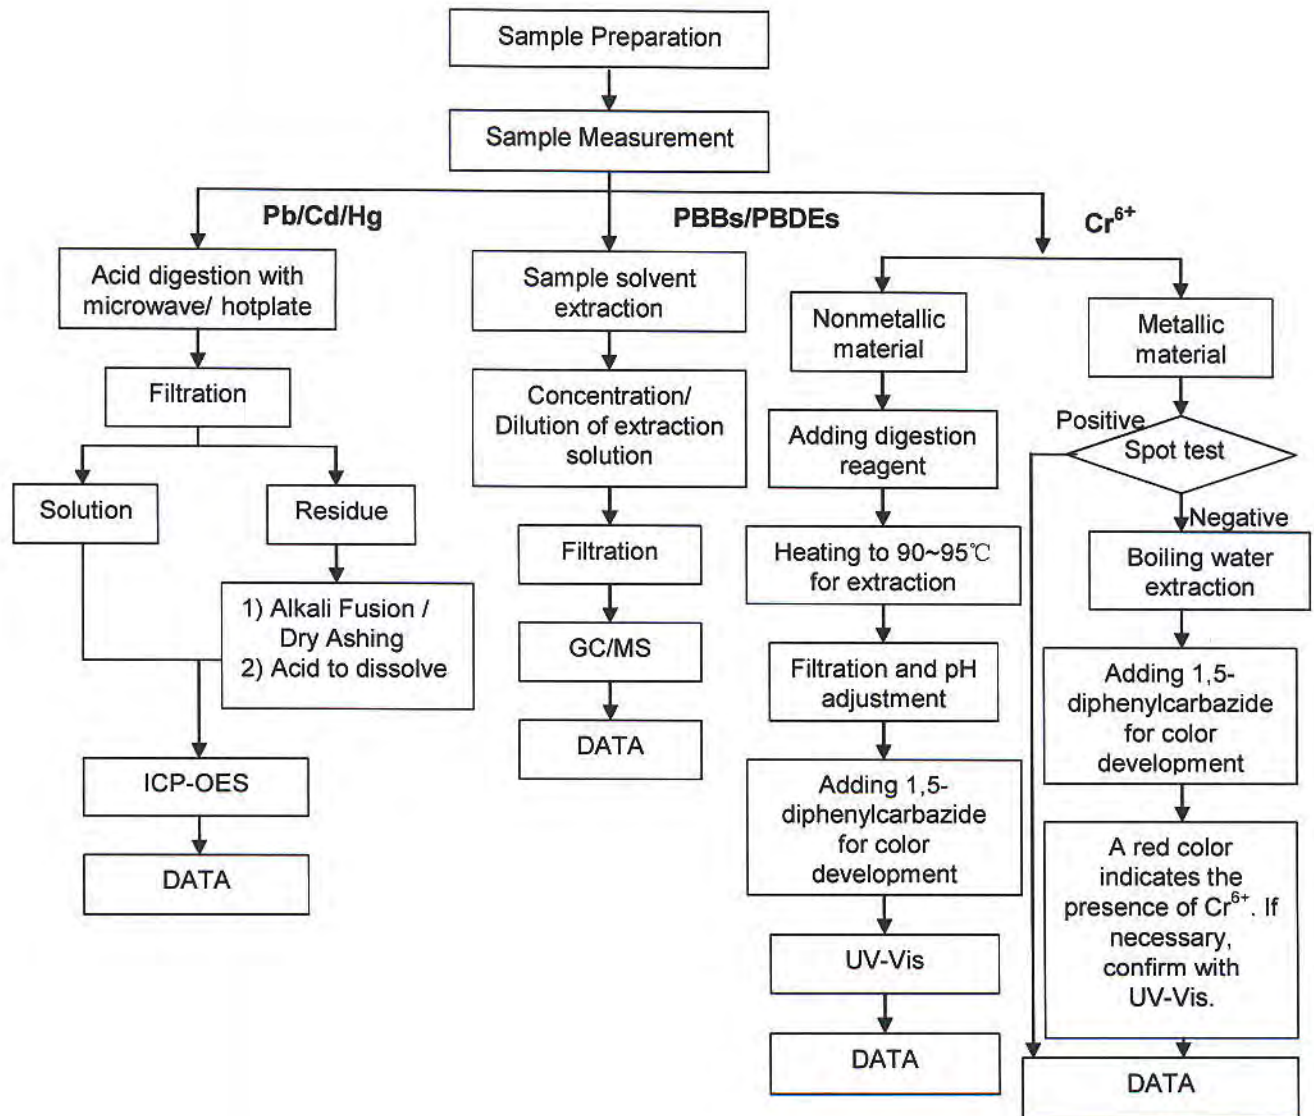 Sample Preparation
Sample Measurement
Pb/Cd/Hg
PBBs/PBDEs
Cr⁶⁺
Acid digestion with
microwave/ hotplate
Filtration
Solution
Residue
1) Alkali Fusion /
Dry Ashing
2) Acid to dissolve
ICP-OES
DATA
Sample solvent
extraction
Concentration/
Dilution of extraction
solution
Filtration
GC/MS
DATA
Nonmetallic
material
Adding digestion
reagent
Heating to 90~95℃
for extraction
Filtration and pH
adjustment
Adding 1,5-
diphenylcarbazide
for color
development
UV-Vis
DATA
Metallic
material
Positive
Spot test
Negative
Boiling water
extraction
Adding 1,5-
diphenylcarbazide
for color
development
A red color
indicates the
presence of Cr⁶⁺. If
necessary,
confirm with
UV-Vis.
DATA